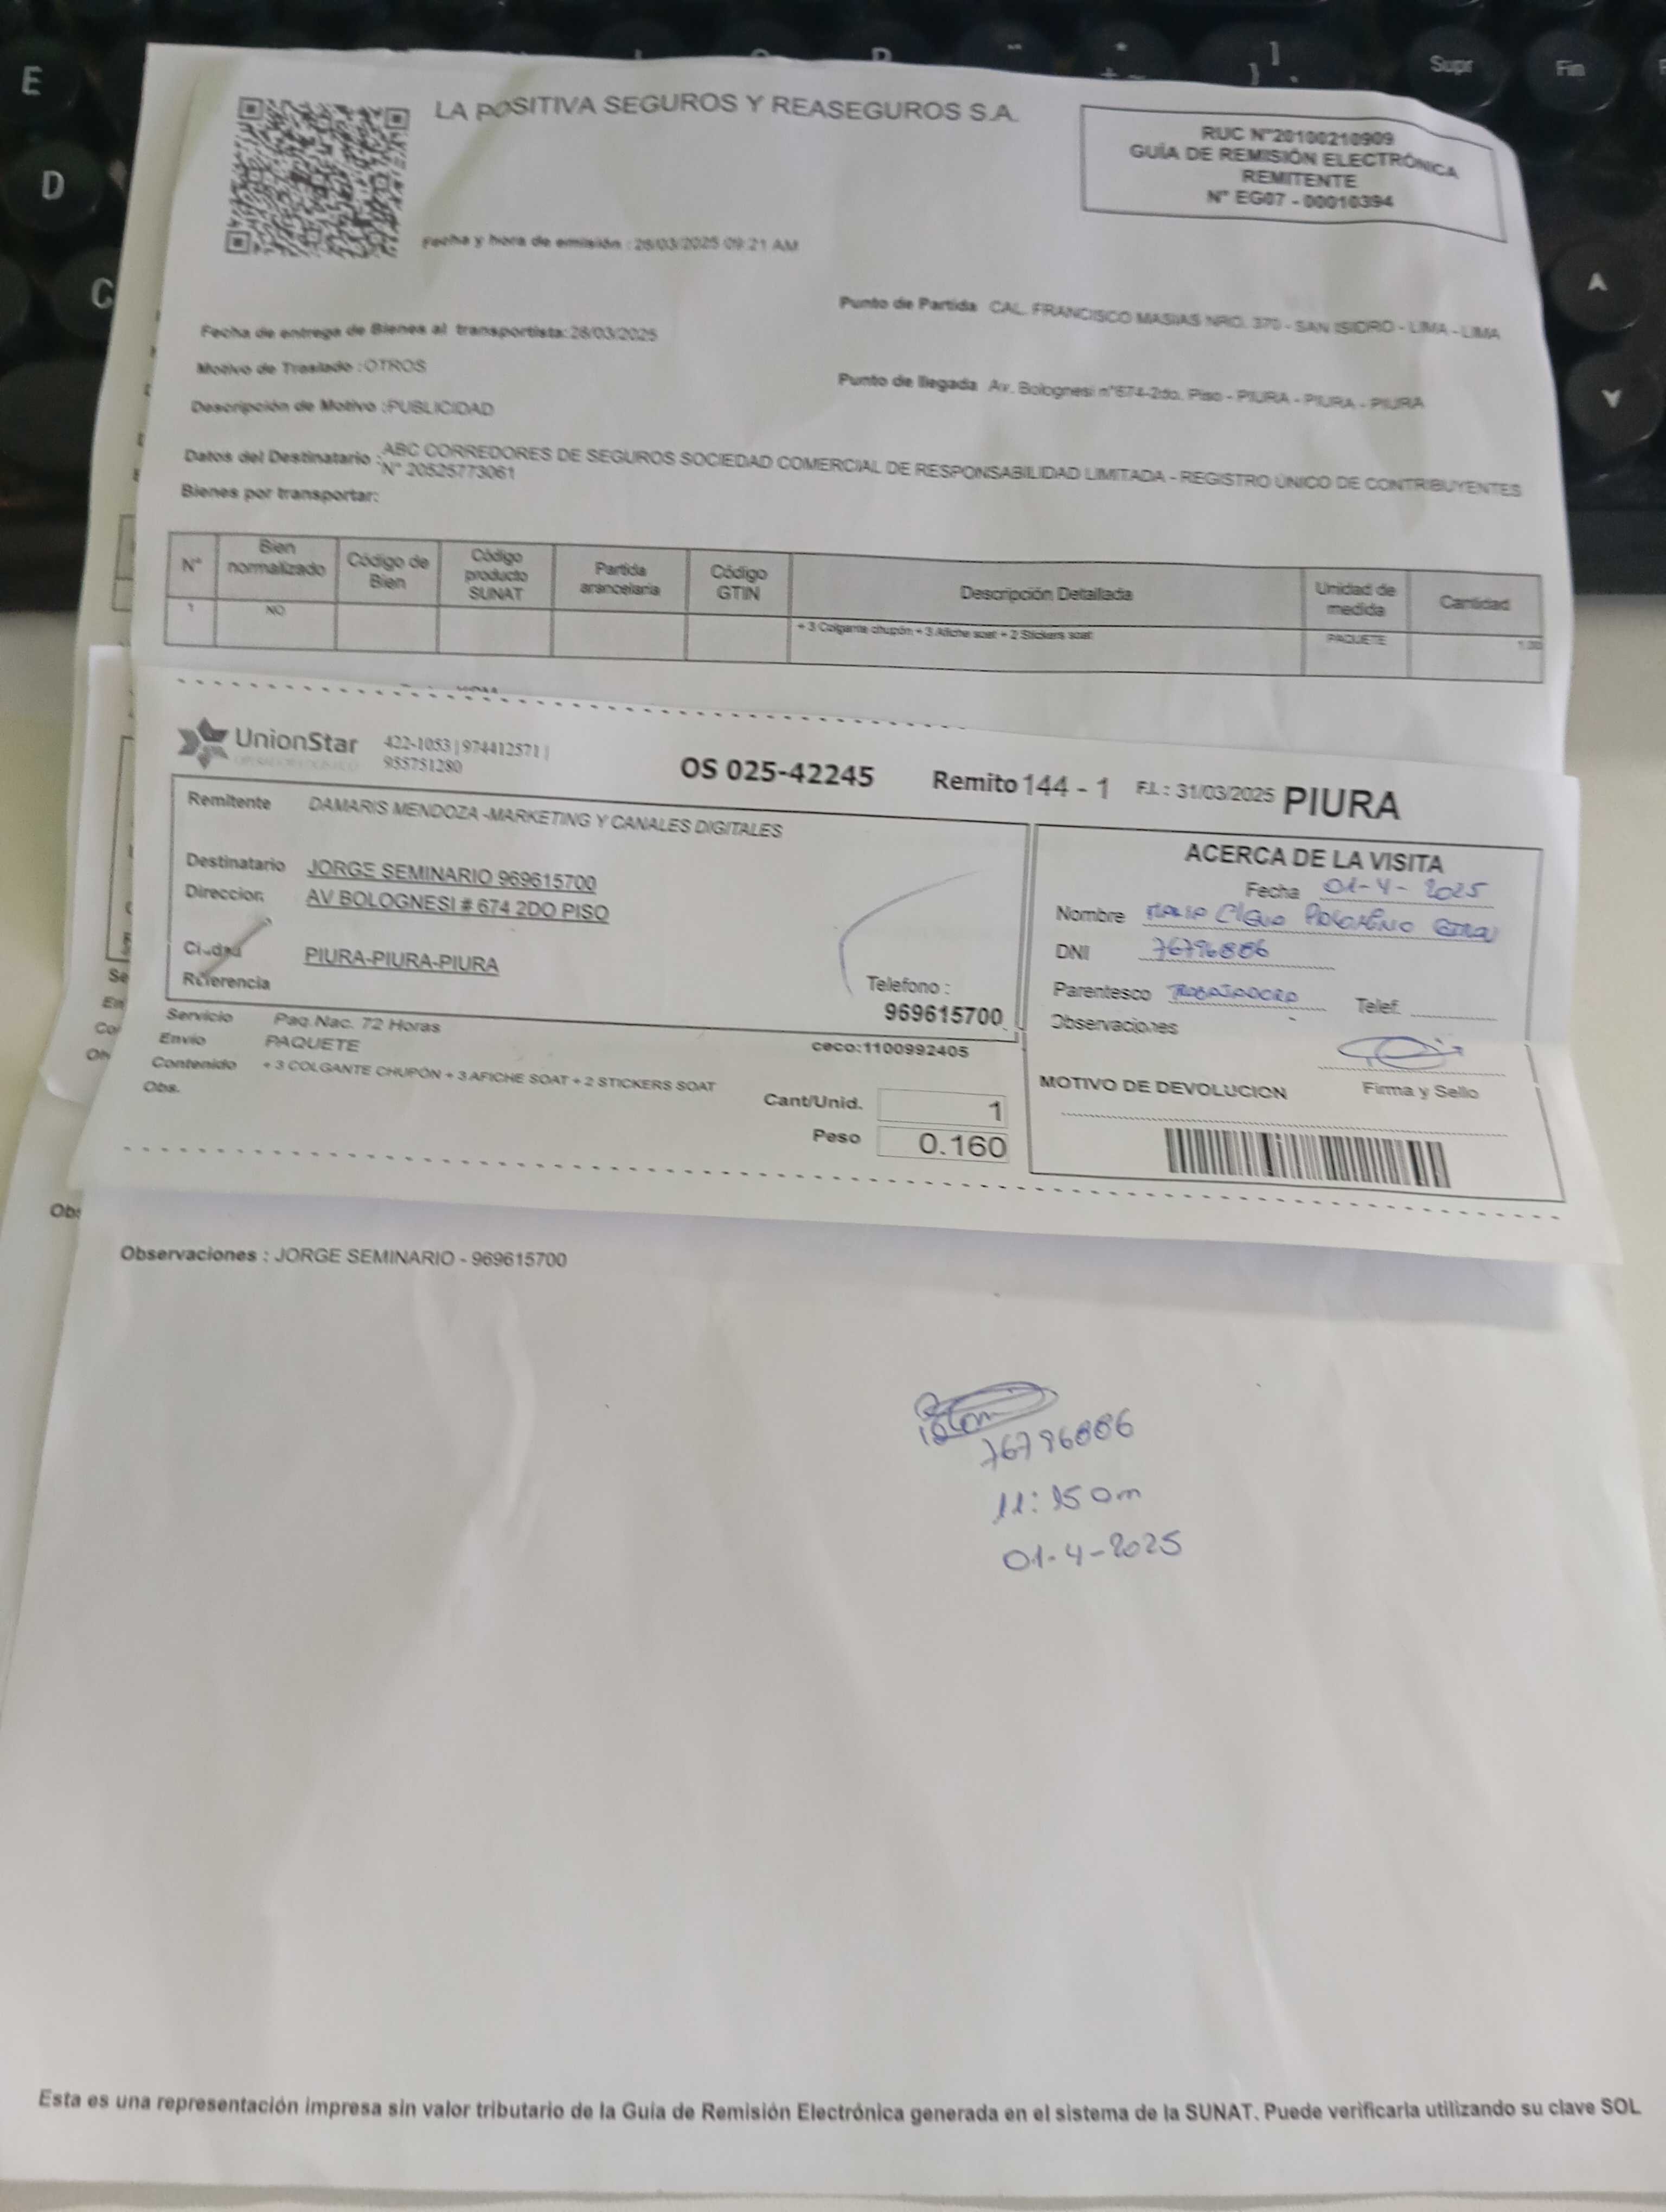 LA POSITIVA SEGUROS Y REASEGUROS S.A.
RUC N°20100210909
GUÍA DE REMISIÓN ELECTRÓNICA
REMITENTE
N° EG07 - 00010394
Fecha y hora de emisión : 28/03/2025 09:21 AM
Fecha de entrega de Bienes al transportista: 28/03/2025
Motivo de Traslado : OTROS
Descripción de Motivo : PUBLICIDAD
Punto de Partida CAL. FRANCISCO MASIAS NRO. 370 - SAN ISIDRO - LIMA - LIMA
Punto de llegada Av. Bolognesi n°674-2do. Piso - PIURA - PIURA - PIURA
Datos del Destinatario : ABC CORREDORES DE SEGUROS SOCIEDAD COMERCIAL DE RESPONSABILIDAD LIMITADA - REGISTRO ÚNICO DE CONTRIBUYENTES
N° 20525773061
Bienes por transportar:
N° Bien normalizado Código de Bien Código producto SUNAT Partida arancelaria Código GTIN Descripción Detallada Unidad de medida Cantidad
1 NO + 3 Colgante chupón + 3 Afiche soat + 2 Stickers soat PAQUETE 1.00
UnionStar
422-1053 | 974412571 |
955751280
OS 025-42245 Remito 144 - 1 F.I.: 31/03/2025 PIURA
Remitente DAMARIS MENDOZA -MARKETING Y CANALES DIGITALES
Destinatario JORGE SEMINARIO 969615700
Direccion AV BOLOGNESI # 674 2DO PISO
Ciudad PIURA-PIURA-PIURA
Referencia
Telefono :
969615700
Servicio Paq.Nac. 72 Horas
Envio PAQUETE
ceco:1100992405
Contenido + 3 COLGANTE CHUPÓN + 3 AFICHE SOAT + 2 STICKERS SOAT
Obs.
Cant/Unid. 1
Peso 0.160
ACERCA DE LA VISITA
Fecha 01-4-2025
Nombre
DNI 76796886
Parentesco TRABAJADORA Telef.
Observaciones
MOTIVO DE DEVOLUCION Firma y Sello
Observaciones : JORGE SEMINARIO - 969615700
76796886
11:15 am
01-4-2025
Esta es una representación impresa sin valor tributario de la Guía de Remisión Electrónica generada en el sistema de la SUNAT. Puede verificarla utilizando su clave SOL